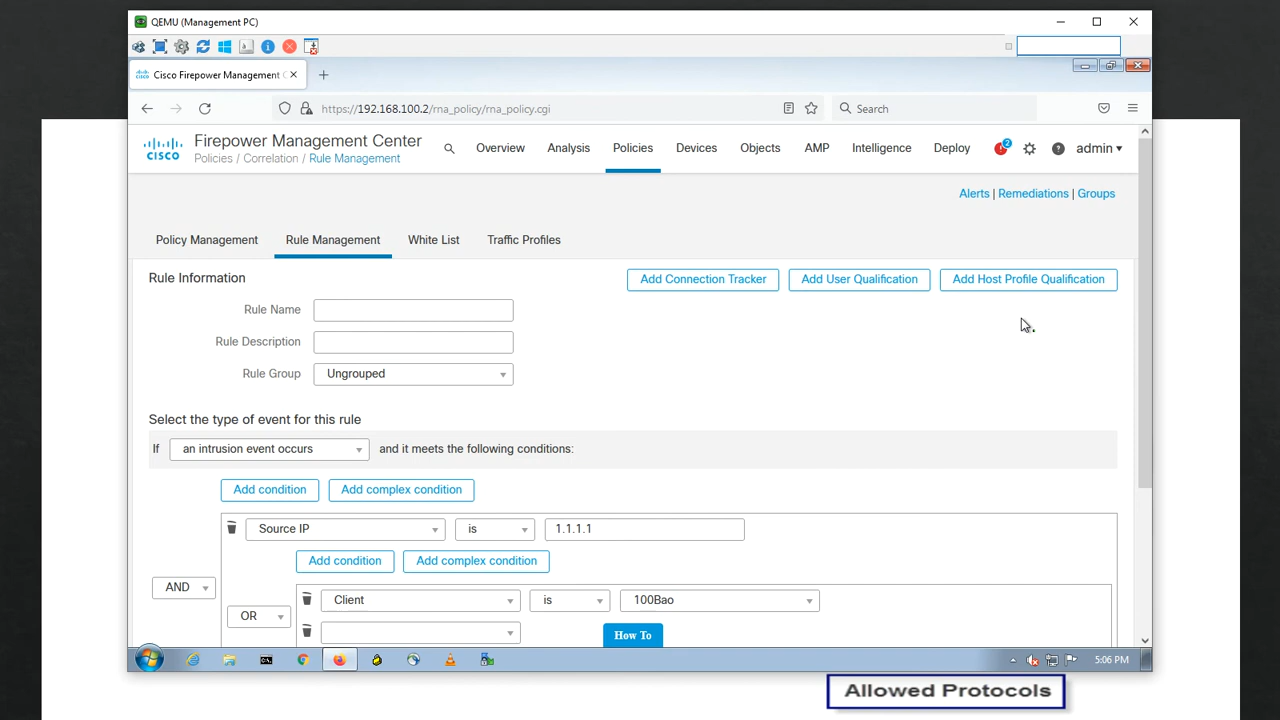 QEMU (Management PC)
Cisco Firepower Management C
https://192.168.100.2/rna_policy/rna_policy.cgi
Search
CISCO
Firepower Management Center
Policies / Correlation / Rule Management
Overview
Analysis
Policies
Devices
Objects
AMP
Intelligence
Deploy
2
admin
Alerts | Remediations | Groups
Policy Management
Rule Management
White List
Traffic Profiles
Rule Information
Add Connection Tracker
Add User Qualification
Add Host Profile Qualification
Rule Name
Rule Description
Rule Group
Ungrouped
Select the type of event for this rule
If
an intrusion event occurs
and it meets the following conditions:
Add condition
Add complex condition
Source IP
is
1.1.1.1
Add condition
Add complex condition
AND
Client
is
100Bao
OR
How To
5:06 PM
Allowed Protocols